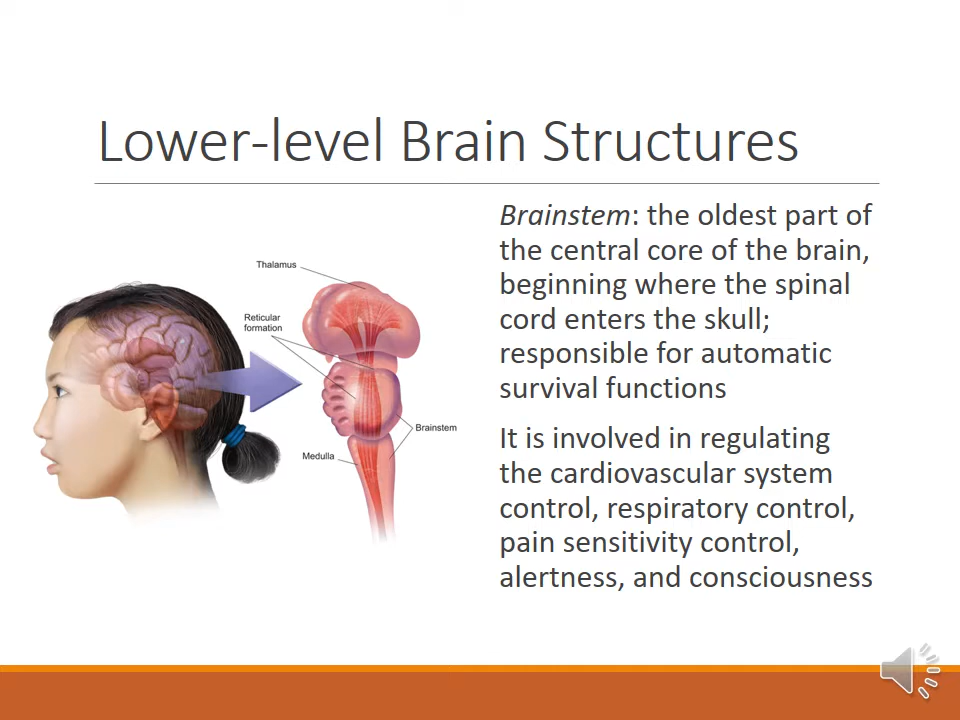 Lower-level Brain Structures
Thalamus
Reticular
formation
Brainstem
Medulla
Brainstem: the oldest part of
the central core of the brain,
beginning where the spinal
cord enters the skull;
responsible for automatic
survival functions
It is involved in regulating
the cardiovascular system
control, respiratory control,
pain sensitivity control,
alertness, and consciousness